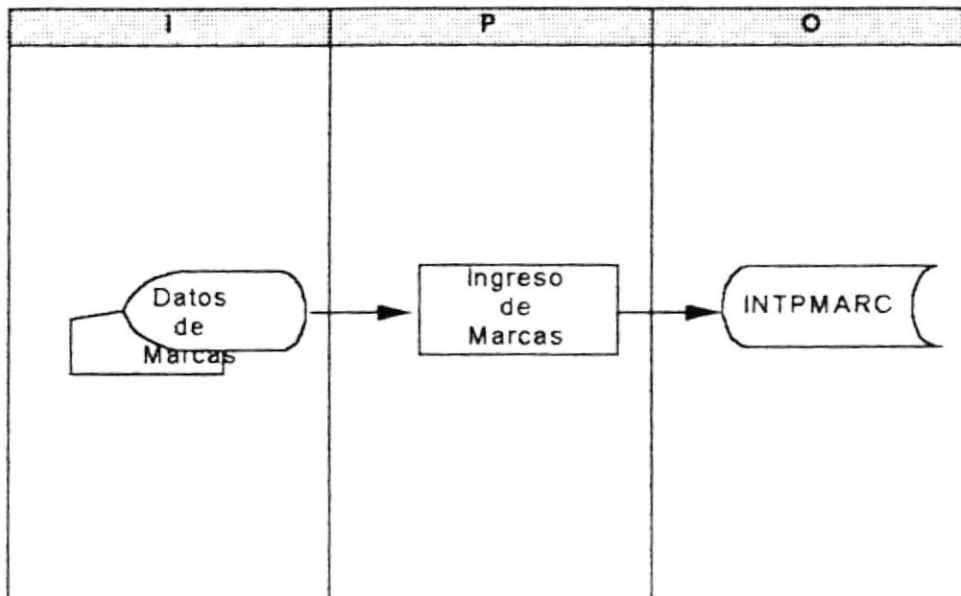 I
P
O
Datos
de
Marcas
Ingreso
de
Marcas
INTPMARC